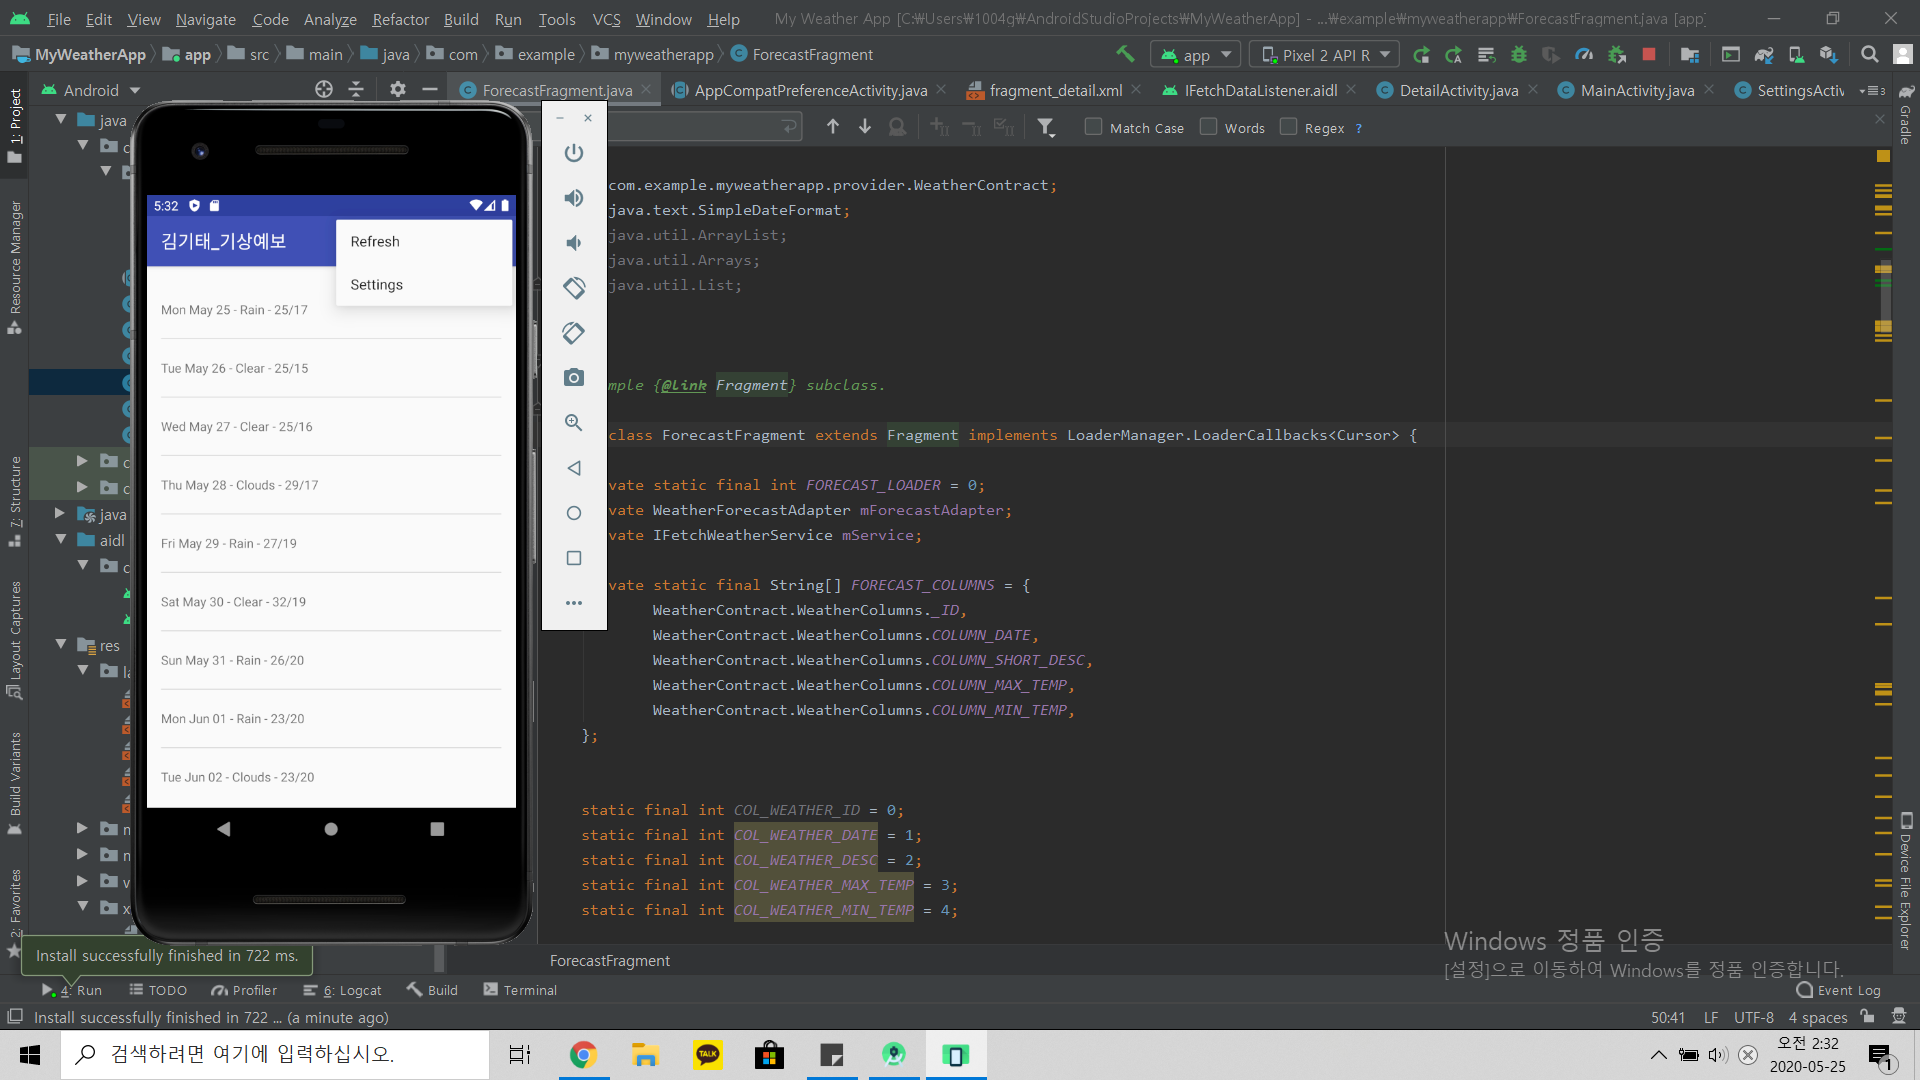 File Edit View Navigate Code Analyze Refactor Build Run Tools VCS Window Help My Weather App [C:₩Users₩1004g₩AndroidStudioProjects₩MyWeatherApp] - ...₩example₩myweatherapp₩ForecastFragment.java [app]
MyWeatherApp app src main java com example myweatherapp ForecastFragment app Pixel 2 API R
Android ForecastFragment.java AppCompatPreferenceActivity.java fragment_detail.xml IFetchDataListener.aidl DetailActivity.java MainActivity.java SettingsActiv
Match Case Words Regex ?
1: Project
Resource Manager
7: Structure
Layout Captures
Build Variants
2: Favorites
Gradle
Device File Explorer
java
java
aidl
res
5:32
김기태_기상예보
Refresh
Settings
Mon May 25 - Rain - 25/17
Tue May 26 - Clear - 25/15
Wed May 27 - Clear - 25/16
Thu May 28 - Clouds - 29/17
Fri May 29 - Rain - 27/19
Sat May 30 - Clear - 32/19
Sun May 31 - Rain - 26/20
Mon Jun 01 - Rain - 23/20
Tue Jun 02 - Clouds - 23/20
com.example.myweatherapp.provider.WeatherContract;
java.text.SimpleDateFormat;
java.util.ArrayList;
java.util.Arrays;
java.util.List;
mple {@link Fragment} subclass.
class ForecastFragment extends Fragment implements LoaderManager.LoaderCallbacks<Cursor> {
vate static final int FORECAST_LOADER = 0;
vate WeatherForecastAdapter mForecastAdapter;
vate IFetchWeatherService mService;
vate static final String[] FORECAST_COLUMNS = {
WeatherContract.WeatherColumns._ID,
WeatherContract.WeatherColumns.COLUMN_DATE,
WeatherContract.WeatherColumns.COLUMN_SHORT_DESC,
WeatherContract.WeatherColumns.COLUMN_MAX_TEMP,
WeatherContract.WeatherColumns.COLUMN_MIN_TEMP,
};
static final int COL_WEATHER_ID = 0;
static final int COL_WEATHER_DATE = 1;
static final int COL_WEATHER_DESC = 2;
static final int COL_WEATHER_MAX_TEMP = 3;
static final int COL_WEATHER_MIN_TEMP = 4;
Windows 정품 인증
[설정]으로 이동하여 Windows를 정품 인증합니다.
Install successfully finished in 722 ms.
ForecastFragment
4: Run TODO Profiler 6: Logcat Build Terminal Event Log
Install successfully finished in 722 ... (a minute ago) 50:41 LF UTF-8 4 spaces
검색하려면 여기에 입력하십시오.
TALK
오전 2:32
2020-05-25
1